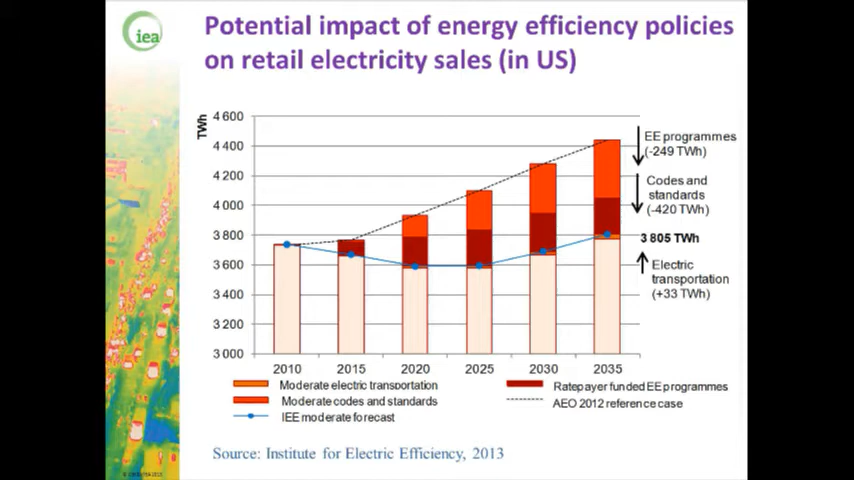 iea
Potential impact of energy efficiency policies
on retail electricity sales (in US)
TWh
4 600
4 400
4 200
4 000
3 800
3 600
3 400
3 200
3 000
2010 2015 2020 2025 2030 2035
EE programmes
(-249 TWh)
Codes and
standards
(-420 TWh)
3 805 TWh
Electric
transportation
(+33 TWh)
Moderate electric transportation
Ratepayer funded EE programmes
Moderate codes and standards
AEO 2012 reference case
IEE moderate forecast
Source: Institute for Electric Efficiency, 2013